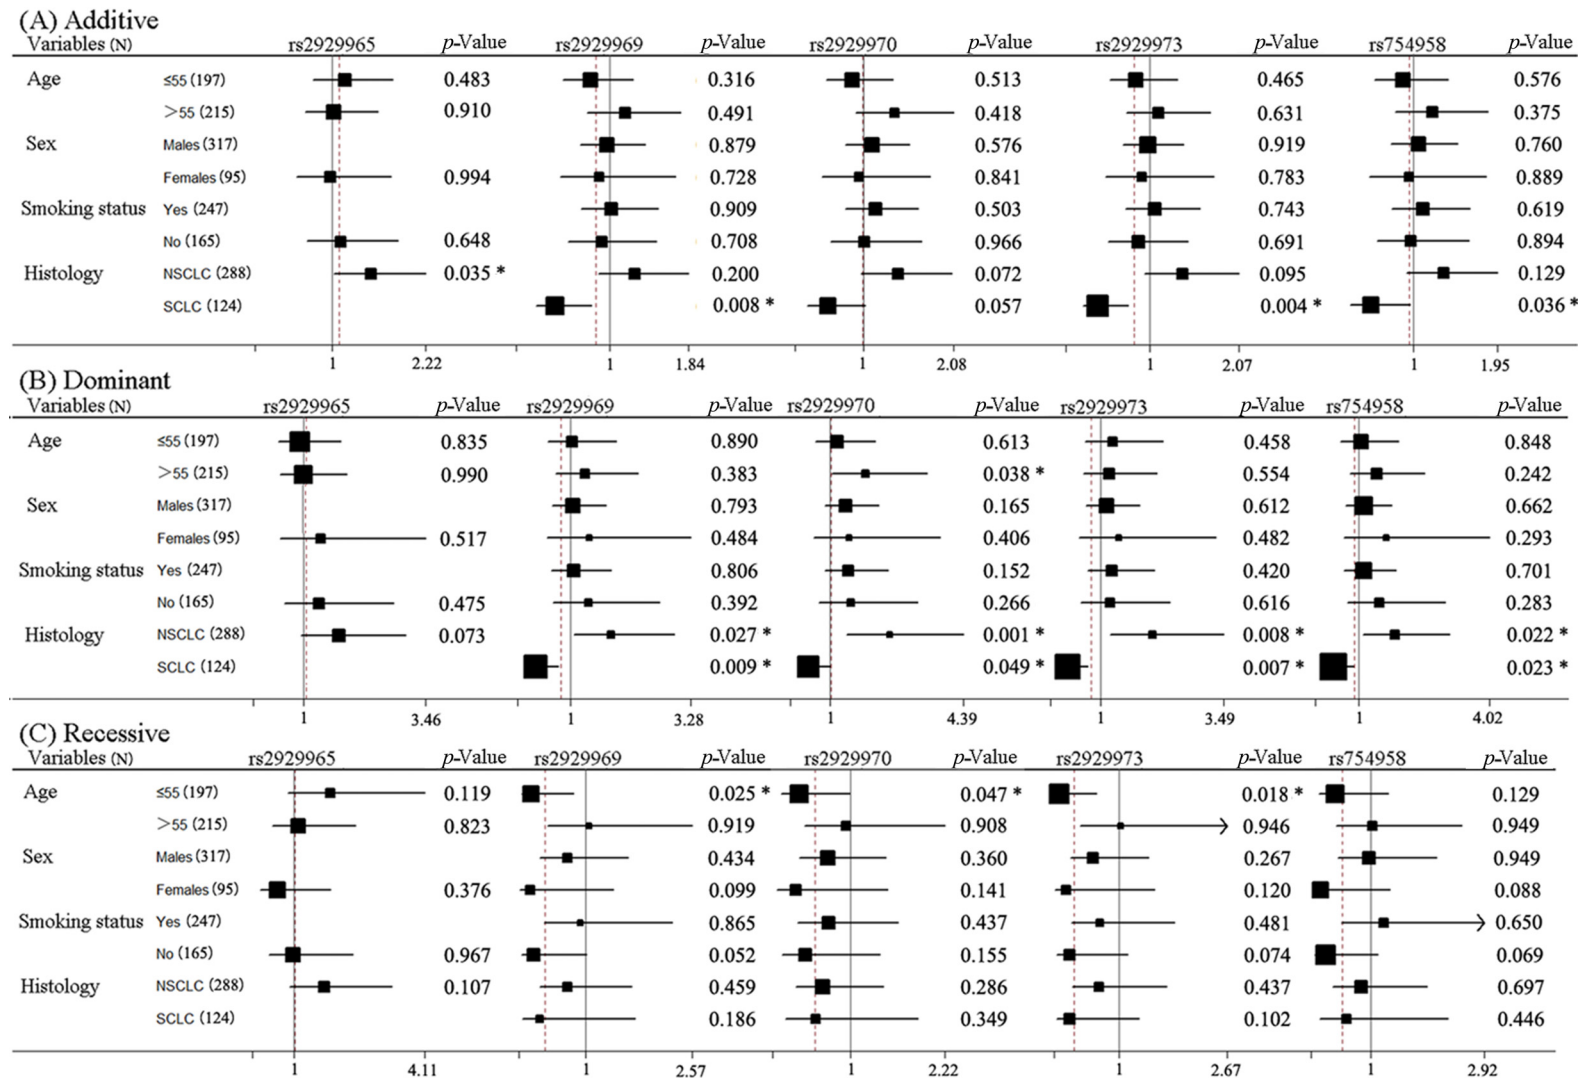 (A) Additive
Variables (N) rs2929965 p-Value rs2929969 p-Value rs2929970 p-Value rs2929973 p-Value rs754958 p-Value
Age ≤55 (197) 0.483 0.316 0.513 0.465 0.576
>55 (215) 0.910 0.491 0.418 0.631 0.375
Sex Males (317) 0.879 0.576 0.919 0.760
Females (95) 0.994 0.728 0.841 0.783 0.889
Smoking status Yes (247) 0.909 0.503 0.743 0.619
No (165) 0.648 0.708 0.966 0.691 0.894
Histology NSCLC (288) 0.035 * 0.200 0.072 0.095 0.129
SCLC (124) 0.008 * 0.057 0.004 * 0.036 *
1 2.22 1 1.84 1 2.08 1 2.07 1 1.95
(B) Dominant
Variables (N) rs2929965 p-Value rs2929969 p-Value rs2929970 p-Value rs2929973 p-Value rs754958 p-Value
Age ≤55 (197) 0.835 0.890 0.613 0.458 0.848
>55 (215) 0.990 0.383 0.038 * 0.554 0.242
Sex Males (317) 0.793 0.165 0.612 0.662
Females (95) 0.517 0.484 0.406 0.482 0.293
Smoking status Yes (247) 0.806 0.152 0.420 0.701
No (165) 0.475 0.392 0.266 0.616 0.283
Histology NSCLC (288) 0.073 0.027 * 0.001 * 0.008 * 0.022 *
SCLC (124) 0.009 * 0.049 * 0.007 * 0.023 *
1 3.46 1 3.28 1 4.39 1 3.49 1 4.02
(C) Recessive
Variables (N) rs2929965 p-Value rs2929969 p-Value rs2929970 p-Value rs2929973 p-Value rs754958 p-Value
Age ≤55 (197) 0.119 0.025 * 0.047 * 0.018 * 0.129
>55 (215) 0.823 0.919 0.908 0.946 0.949
Sex Males (317) 0.434 0.360 0.267 0.949
Females (95) 0.376 0.099 0.141 0.120 0.088
Smoking status Yes (247) 0.865 0.437 0.481 0.650
No (165) 0.967 0.052 0.155 0.074 0.069
Histology NSCLC (288) 0.107 0.459 0.286 0.437 0.697
SCLC (124) 0.186 0.349 0.102 0.446
1 4.11 1 2.57 1 2.22 1 2.67 1 2.92